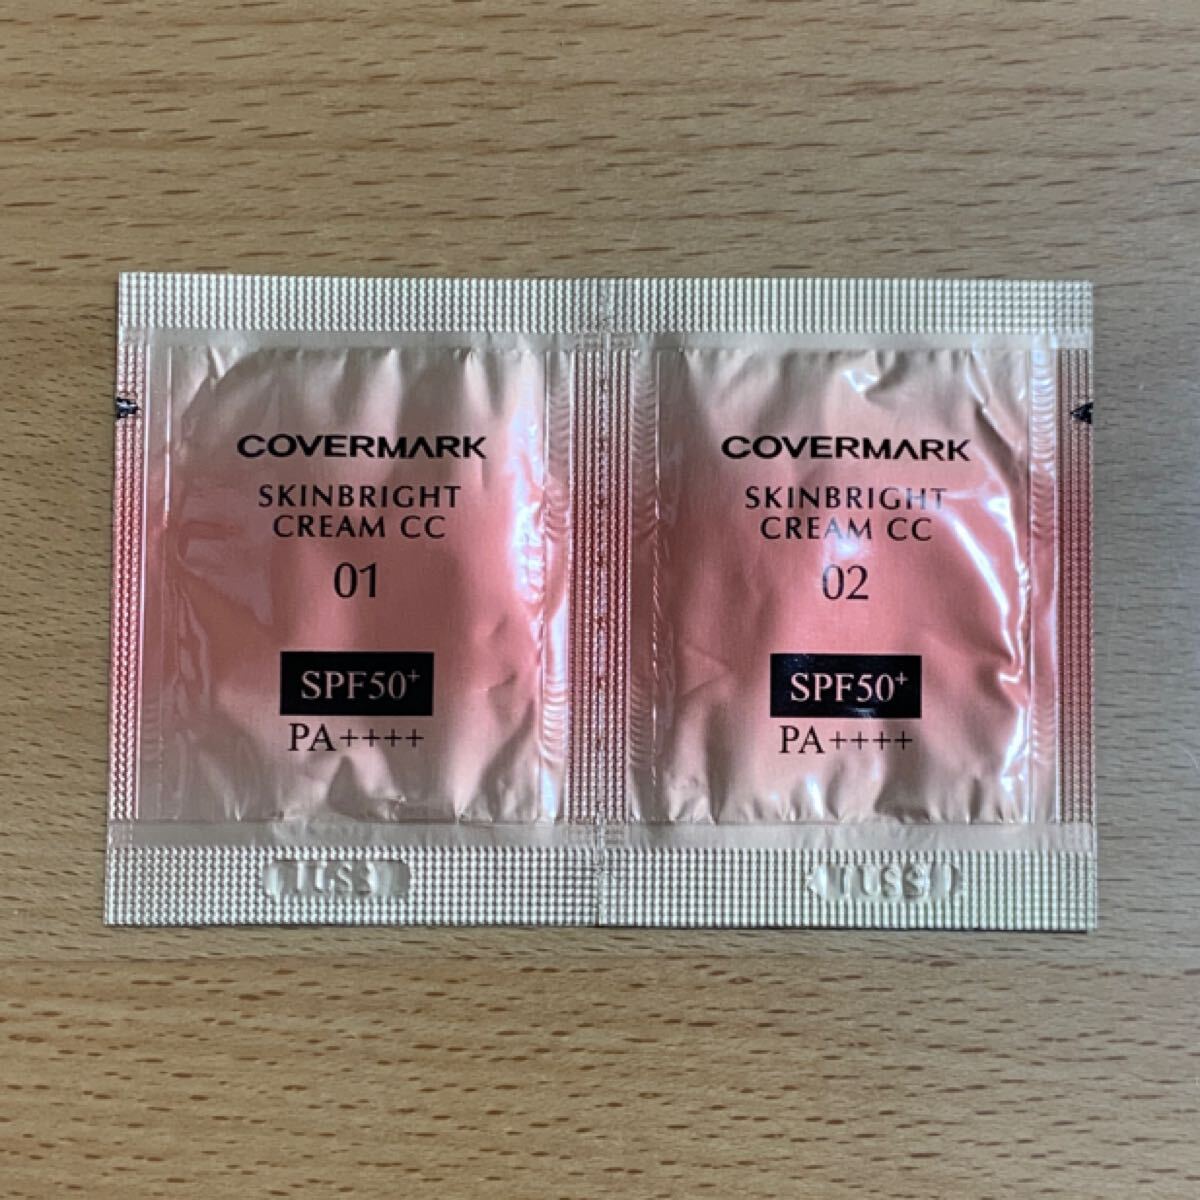 COVERMARK
SKINBRIGHT
CREAM CC
01
SPF50+
PA++++
COVERMARK
SKINBRIGHT
CREAM CC
02
SPF50+
PA++++